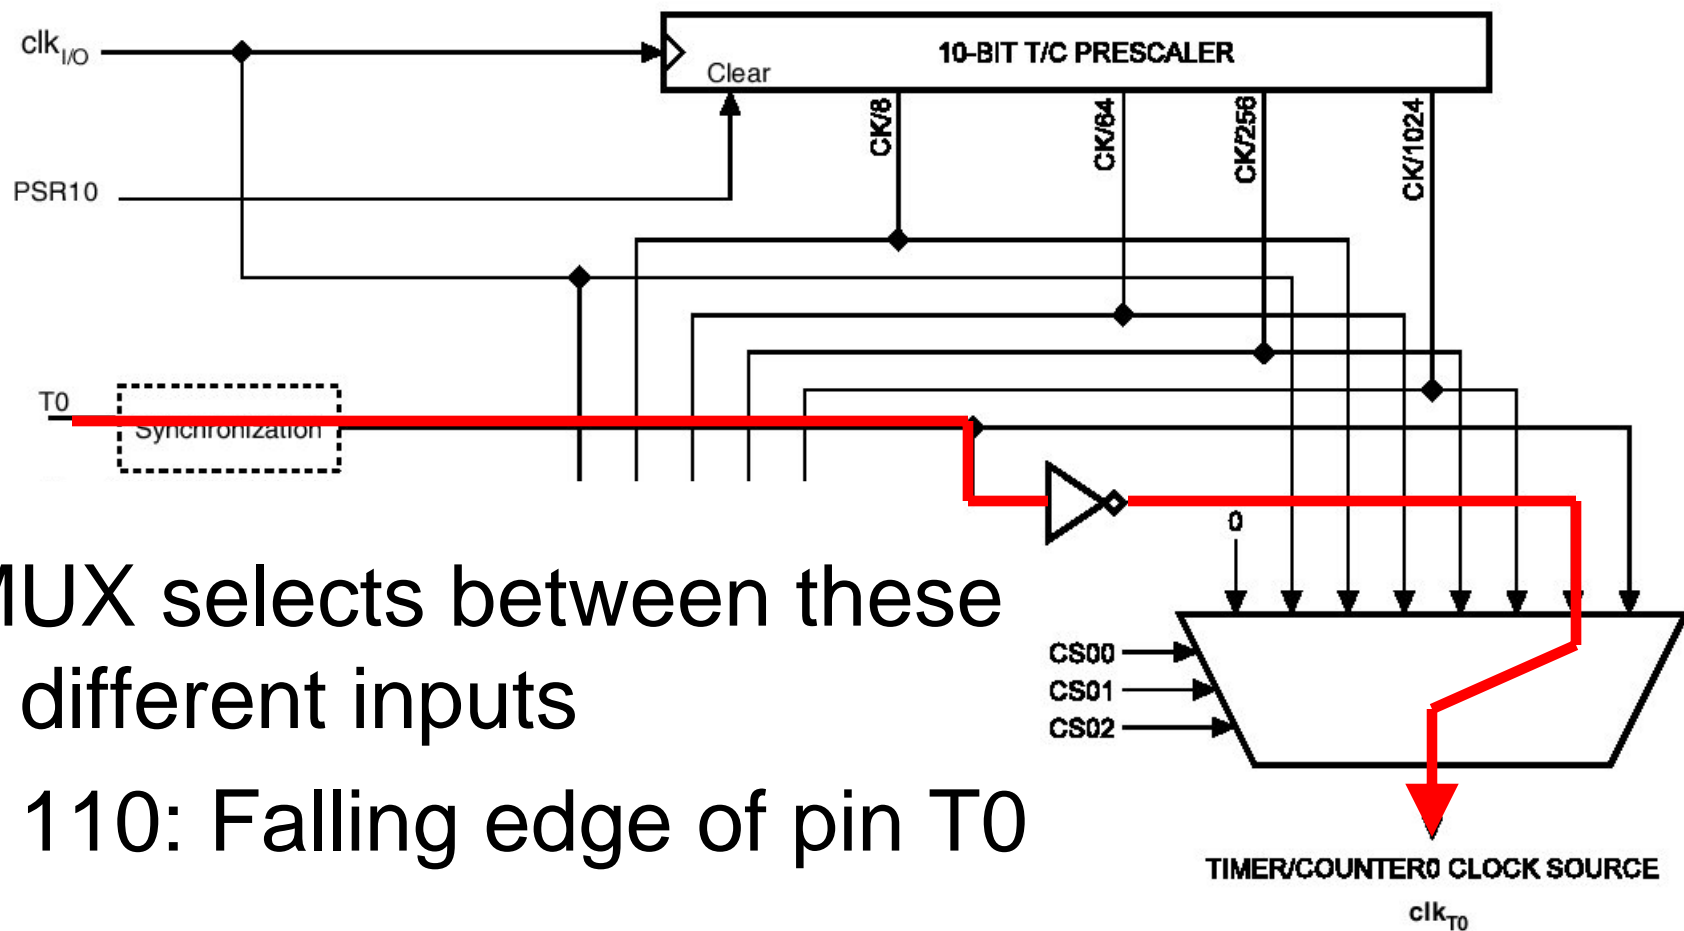 clkI/O
10-BIT T/C PRESCALER
Clear
CK/8
CK/64
CK/256
CK/1024
PSR10
T0
Synchronization
0
MUX selects between these
different inputs
CS00
CS01
CS02
110: Falling edge of pin T0
TIMER/COUNTER0 CLOCK SOURCE
clkT0